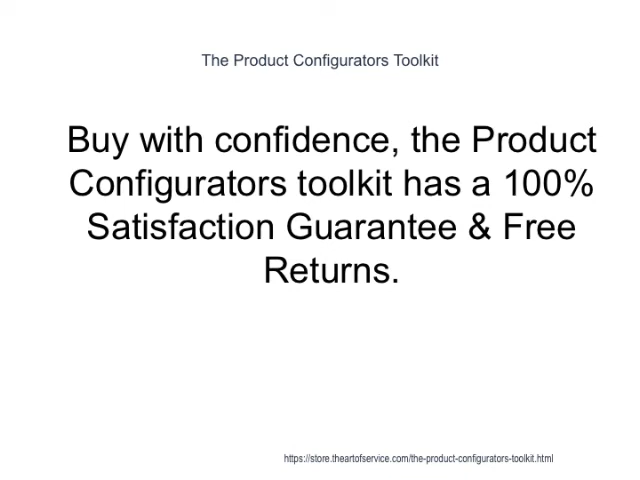 The Product Configurators Toolkit
Buy with confidence, the Product
Configurators toolkit has a 100%
Satisfaction Guarantee & Free
Returns.
https://store.theartofservice.com/the-product-configurators-toolkit.html